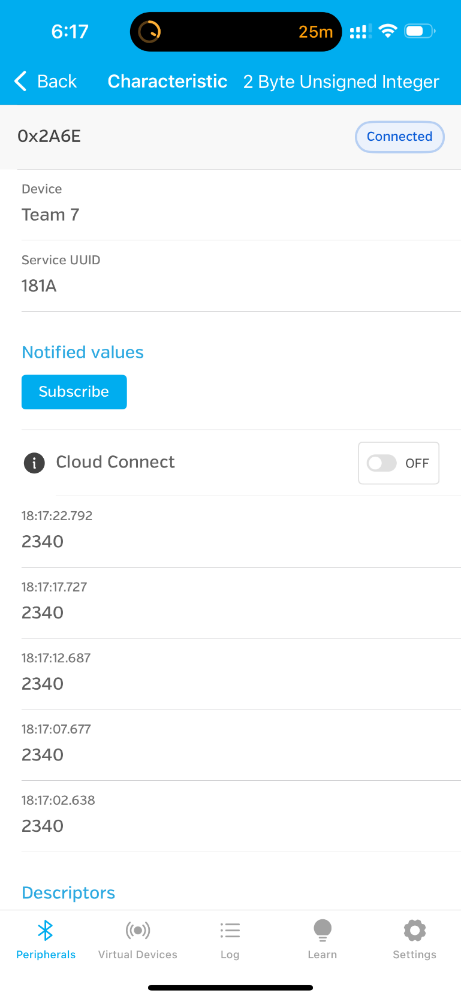 6:17
25m
Back
Characteristic
2 Byte Unsigned Integer
0x2A6E
Connected
Device
Team 7
Service UUID
181A
Notified values
Subscribe
Cloud Connect
OFF
18:17:22.792
2340
18:17:17.727
2340
18:17:12.687
2340
18:17:07.677
2340
18:17:02.638
2340
Descriptors
Peripherals
Virtual Devices
Log
Learn
Settings